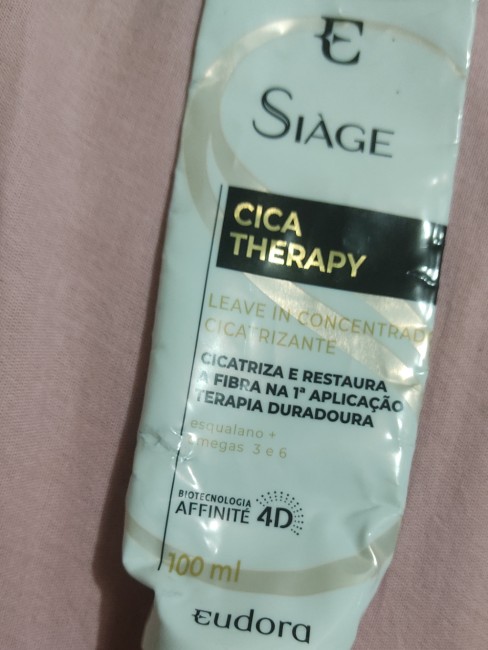 E
SIÀGE
CICA
THERAPY
LEAVE IN CONCENTRAD
CICATRIZANTE
CICATRIZA E RESTAURA
A FIBRA NA 1ª APLICAÇÃO
TERAPIA DURADOURA
esqualano +
omegas 3 e 6
BIOTECNOLOGIA
AFFINITÉ 4D
100 ml
eudora